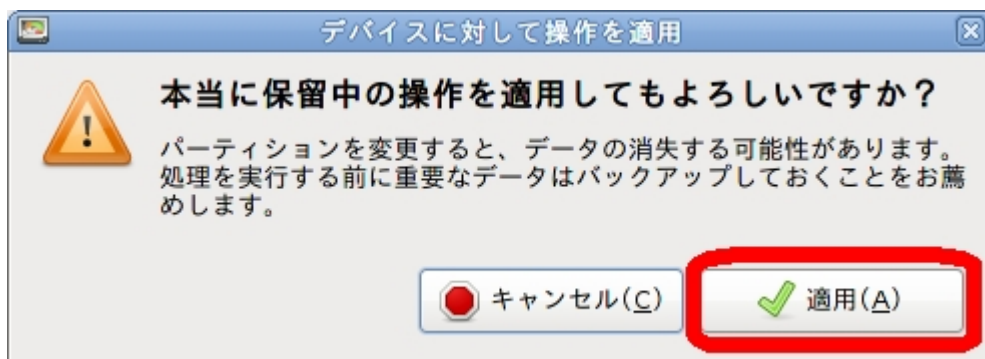 デバイスに対して操作を適用
本当に保留中の操作を適用してもよろしいですか？
パーティションを変更すると、データの消失する可能性があります。
処理を実行する前に重要なデータはバックアップしておくことをお薦
めします。
キャンセル(C) 適用(A)